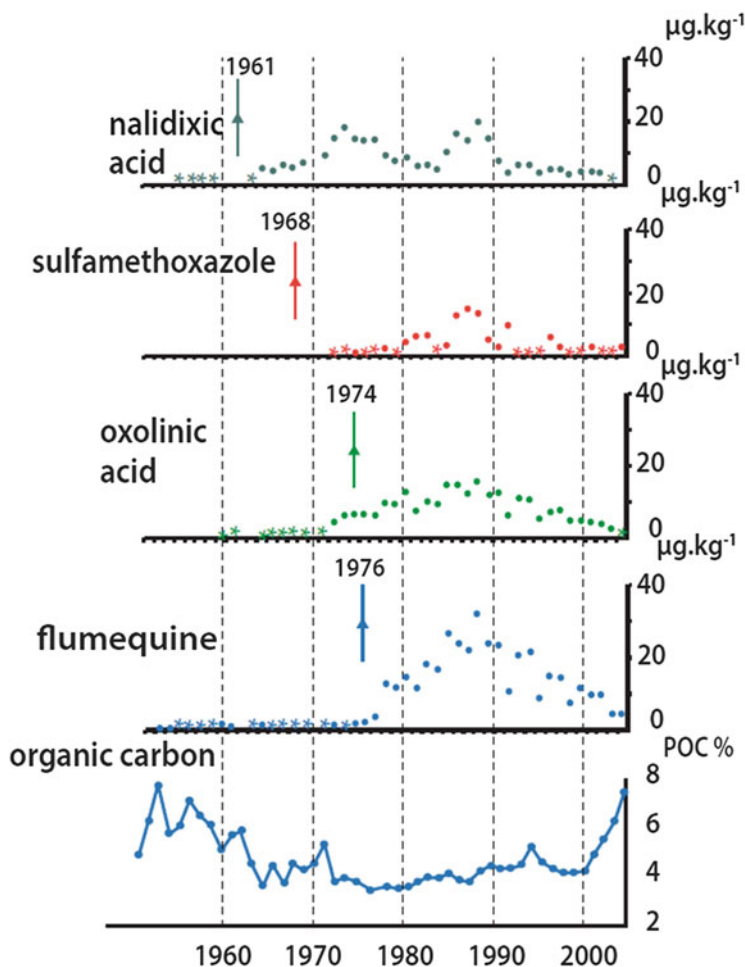 µg.kg-1
40
1961
nalidixic
acid
20
0
µg.kg-1
40
1968
sulfamethoxazole
20
0
µg.kg-1
40
1974
oxolinic
acid
20
0
µg.kg-1
40
1976
flumequine
20
0
organic carbon
POC %
8
6
4
2
1960 1970 1980 1990 2000